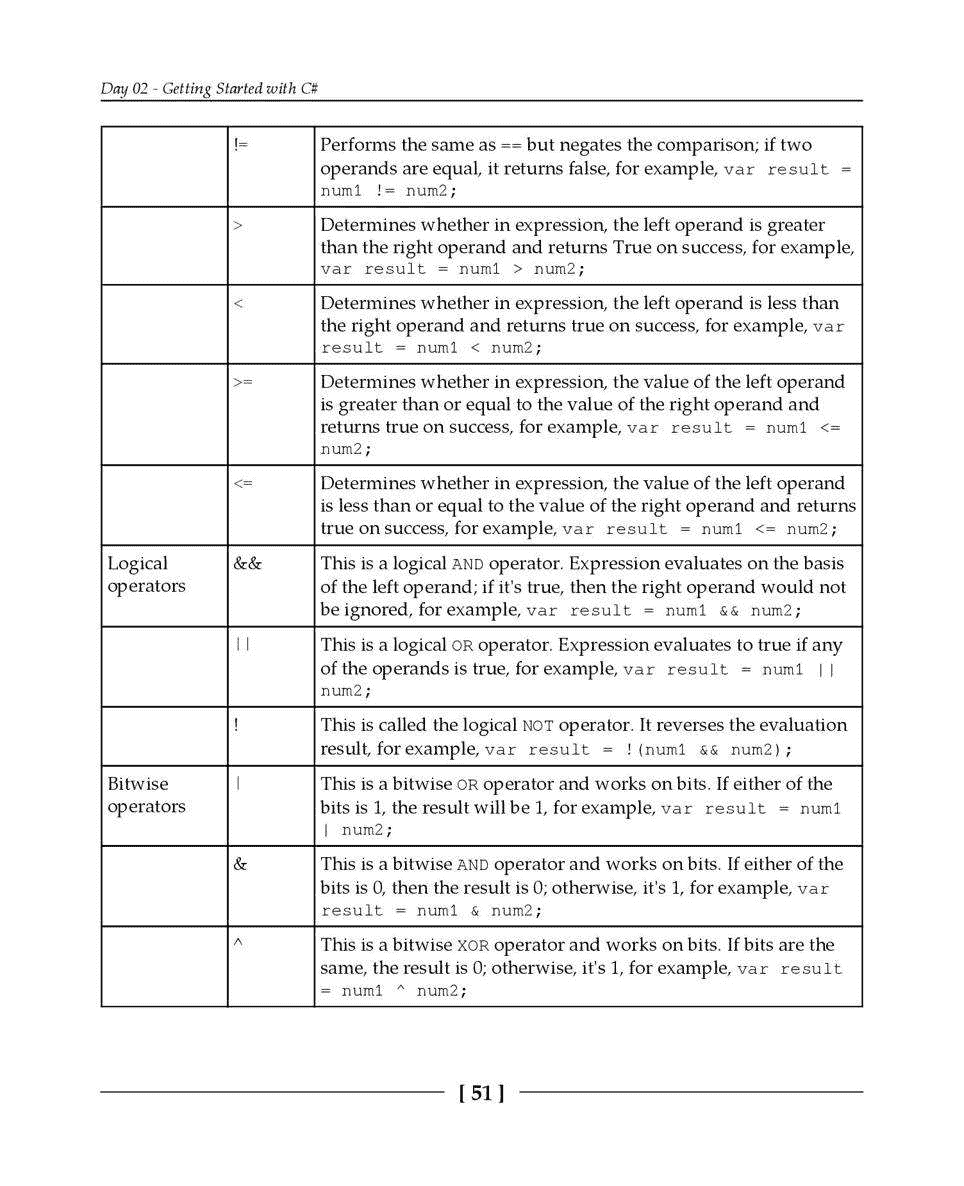 Day 02 - Getting Started with C#
!=
Performs the same as == but negates the comparison; if two
operands are equal, it returns false, for example, var result =
num1 != num2;
>
Determines whether in expression, the left operand is greater
than the right operand and returns True on success, for example,
var result = num1 > num2;
<
Determines whether in expression, the left operand is less than
the right operand and returns true on success, for example, var
result = num1 < num2;
>=
Determines whether in expression, the value of the left operand
is greater than or equal to the value of the right operand and
returns true on success, for example, var result = num1 <=
num2;
<=
Determines whether in expression, the value of the left operand
is less than or equal to the value of the right operand and returns
true on success, for example, var result = num1 <= num2;
Logical
operators
&&
This is a logical AND operator. Expression evaluates on the basis
of the left operand; if it's true, then the right operand would not
be ignored, for example, var result = num1 && num2;
||
This is a logical OR operator. Expression evaluates to true if any
of the operands is true, for example, var result = num1 ||
num2;
!
This is called the logical NOT operator. It reverses the evaluation
result, for example, var result = !(num1 && num2);
Bitwise
operators
|
This is a bitwise OR operator and works on bits. If either of the
bits is 1, the result will be 1, for example, var result = num1
| num2;
&
This is a bitwise AND operator and works on bits. If either of the
bits is 0, then the result is 0; otherwise, it's 1, for example, var
result = num1 & num2;
^
This is a bitwise XOR operator and works on bits. If bits are the
same, the result is 0; otherwise, it's 1, for example, var result
= num1 ^ num2;
[ 51 ]